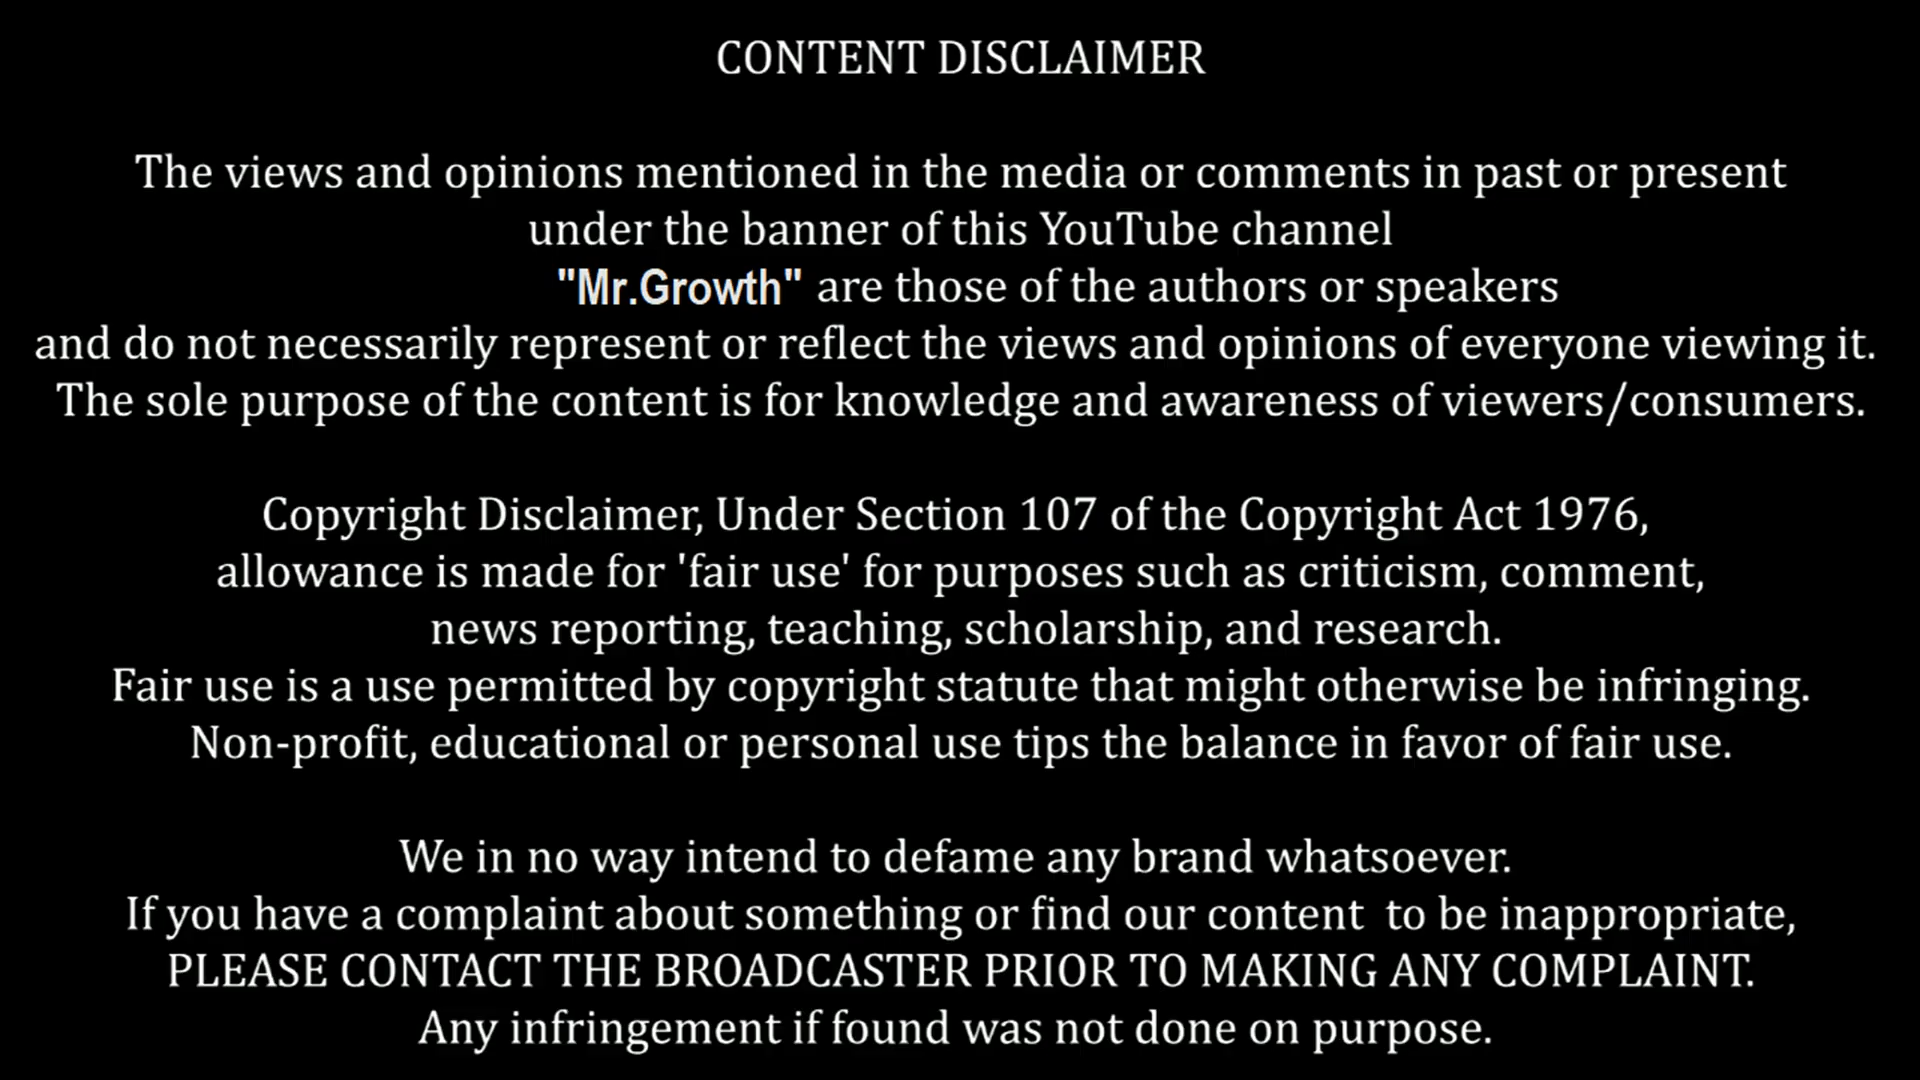 CONTENT DISCLAIMER
The views and opinions mentioned in the media or comments in past or present
under the banner of this YouTube channel
"Mr.Growth" are those of the authors or speakers
and do not necessarily represent or reflect the views and opinions of everyone viewing it.
The sole purpose of the content is for knowledge and awareness of viewers/consumers.
Copyright Disclaimer, Under Section 107 of the Copyright Act 1976,
allowance is made for 'fair use' for purposes such as criticism, comment,
news reporting, teaching, scholarship, and research.
Fair use is a use permitted by copyright statute that might otherwise be infringing.
Non-profit, educational or personal use tips the balance in favor of fair use.
We in no way intend to defame any brand whatsoever.
If you have a complaint about something or find our content to be inappropriate,
PLEASE CONTACT THE BROADCASTER PRIOR TO MAKING ANY COMPLAINT.
Any infringement if found was not done on purpose.